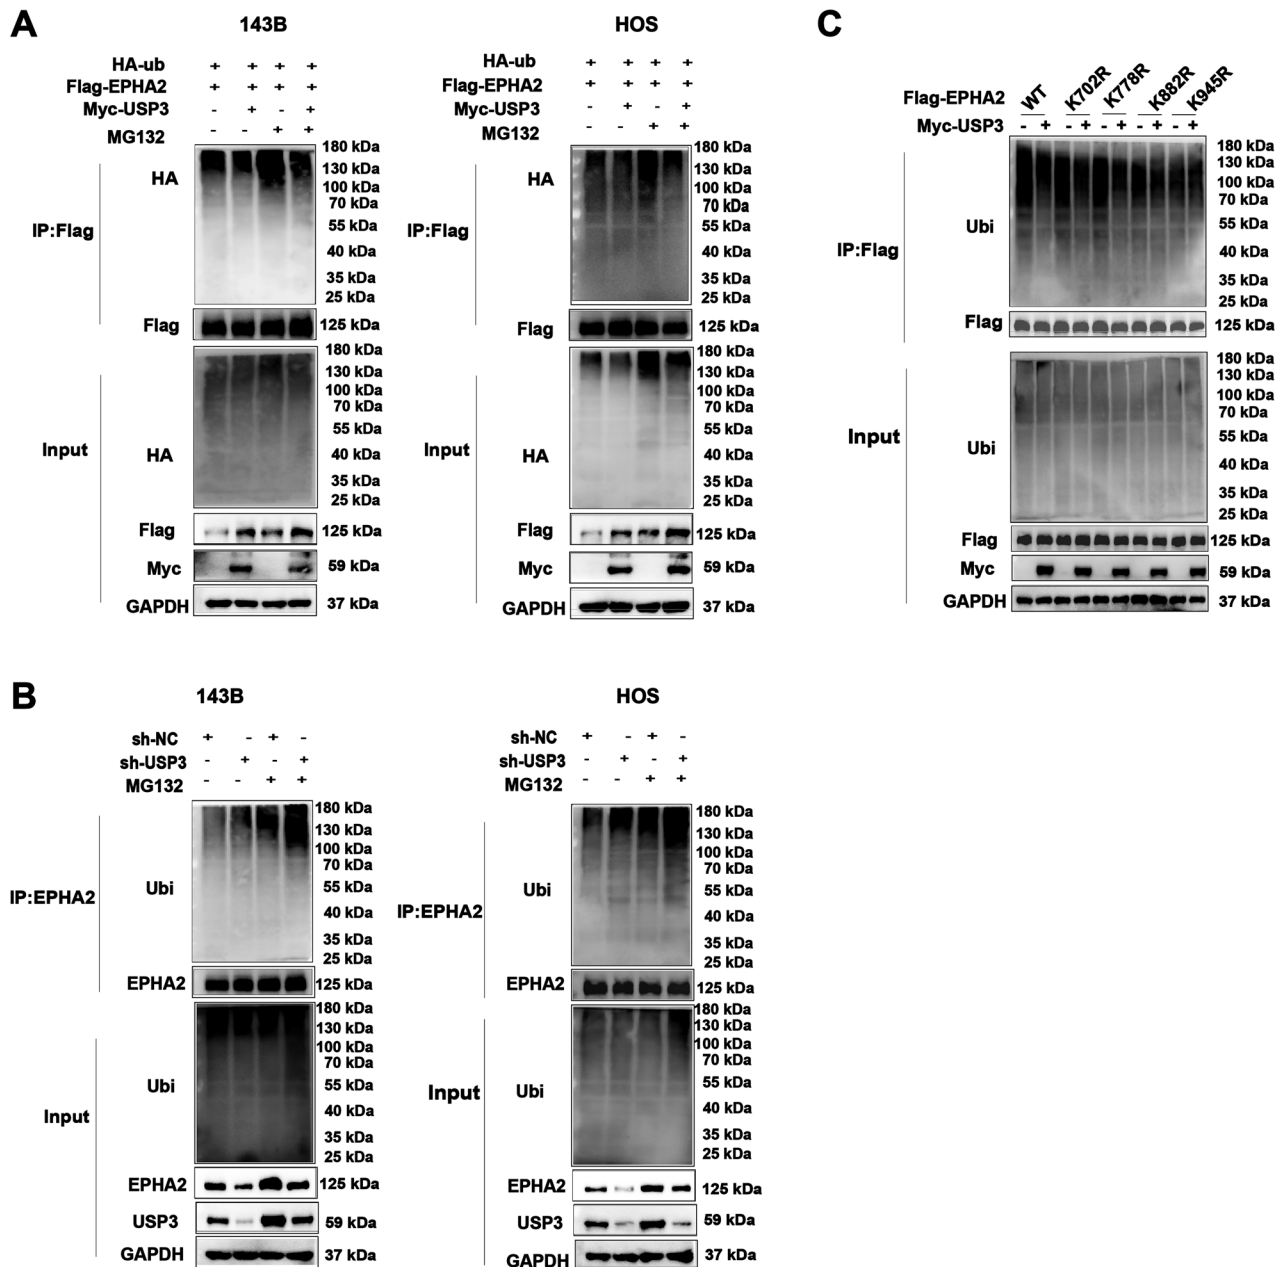 A
143B
HA-ub + + + +
Flag-EPHA2 + + + +
Myc-USP3 - + - +
MG132 - - + +
IP:Flag
HA
180 kDa
130 kDa
100 kDa
70 kDa
55 kDa
40 kDa
35 kDa
25 kDa
Flag 125 kDa
Input
HA
180 kDa
130 kDa
100 kDa
70 kDa
55 kDa
40 kDa
35 kDa
25 kDa
Flag 125 kDa
Myc 59 kDa
GAPDH 37 kDa
HOS
HA-ub + + + +
Flag-EPHA2 + + + +
Myc-USP3 - + - +
MG132 - - + +
IP:Flag
HA
180 kDa
130 kDa
100 kDa
70 kDa
55 kDa
40 kDa
35 kDa
25 kDa
Flag 125 kDa
Input
HA
180 kDa
130 kDa
100 kDa
70 kDa
55 kDa
40 kDa
35 kDa
25 kDa
Flag 125 kDa
Myc 59 kDa
GAPDH 37 kDa
C
Flag-EPHA2 WT K702R K778R K882R K945R
Myc-USP3 - + - + - + - + - +
IP:Flag
Ubi
180 kDa
130 kDa
100 kDa
70 kDa
55 kDa
40 kDa
35 kDa
25 kDa
Flag 125 kDa
Input
Ubi
180 kDa
130 kDa
100 kDa
70 kDa
55 kDa
40 kDa
35 kDa
25 kDa
Flag 125 kDa
Myc 59 kDa
GAPDH 37 kDa
B
143B
sh-NC + - + -
sh-USP3 - + - +
MG132 - - + +
IP:EPHA2
Ubi
180 kDa
130 kDa
100 kDa
70 kDa
55 kDa
40 kDa
35 kDa
25 kDa
EPHA2 125 kDa
Input
Ubi
180 kDa
130 kDa
100 kDa
70 kDa
55 kDa
40 kDa
35 kDa
25 kDa
EPHA2 125 kDa
USP3 59 kDa
GAPDH 37 kDa
HOS
sh-NC + - + -
sh-USP3 - + - +
MG132 - - + +
IP:EPHA2
Ubi
180 kDa
130 kDa
100 kDa
70 kDa
55 kDa
40 kDa
35 kDa
25 kDa
EPHA2 125 kDa
Input
Ubi
180 kDa
130 kDa
100 kDa
70 kDa
55 kDa
40 kDa
35 kDa
25 kDa
EPHA2 125 kDa
USP3 59 kDa
GAPDH 37 kDa